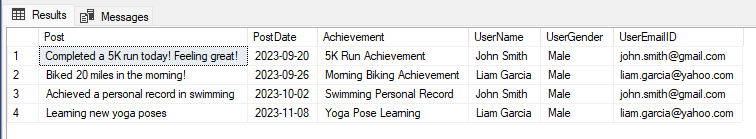 Results Messages
Post PostDate Achievement UserName UserGender UserEmailID
1 Completed a 5K run today! Feeling great! 2023-09-20 5K Run Achievement John Smith Male john.smith@gmail.com
2 Biked 20 miles in the morning! 2023-09-26 Morning Biking Achievement Liam Garcia Male liam.garcia@yahoo.com
3 Achieved a personal record in swimming 2023-10-02 Swimming Personal Record John Smith Male john.smith@gmail.com
4 Learning new yoga poses 2023-11-08 Yoga Pose Learning Liam Garcia Male liam.garcia@yahoo.com